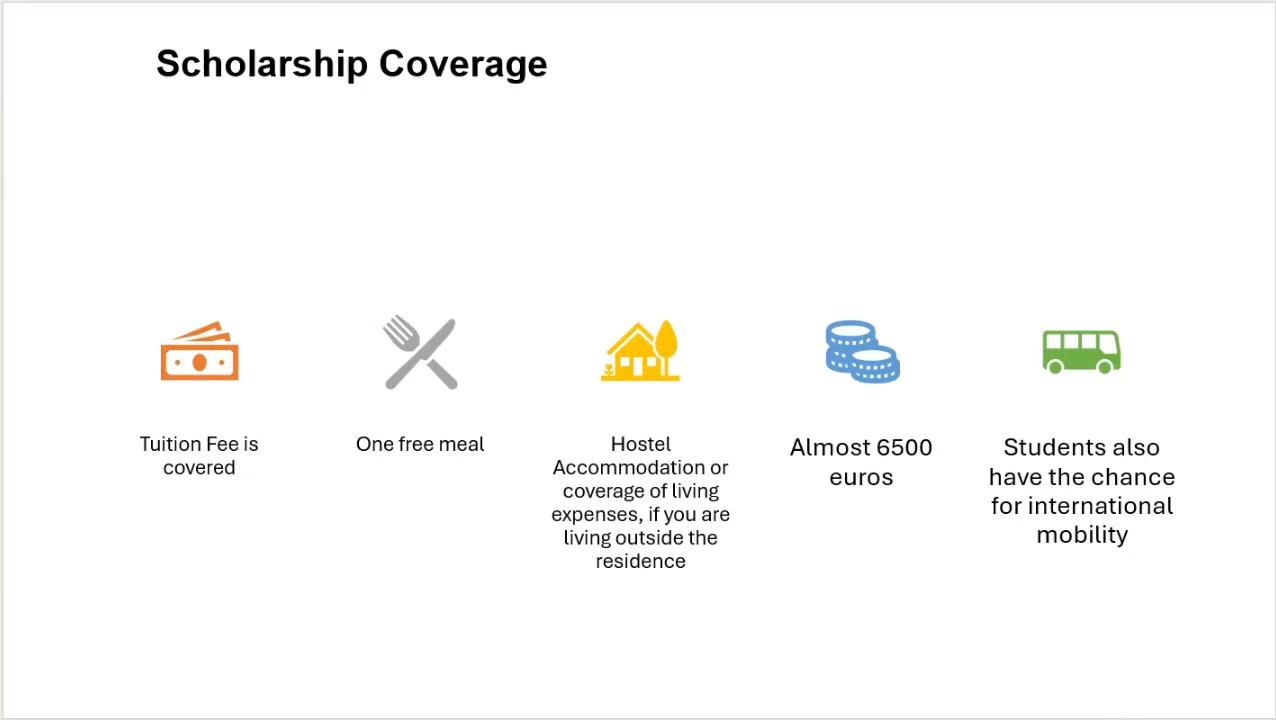 Scholarship Coverage
Tuition Fee is
covered
One free meal
Hostel
Accommodation or
coverage of living
expenses, if you are
living outside the
residence
Almost 6500
euros
Students also
have the chance
for international
mobility